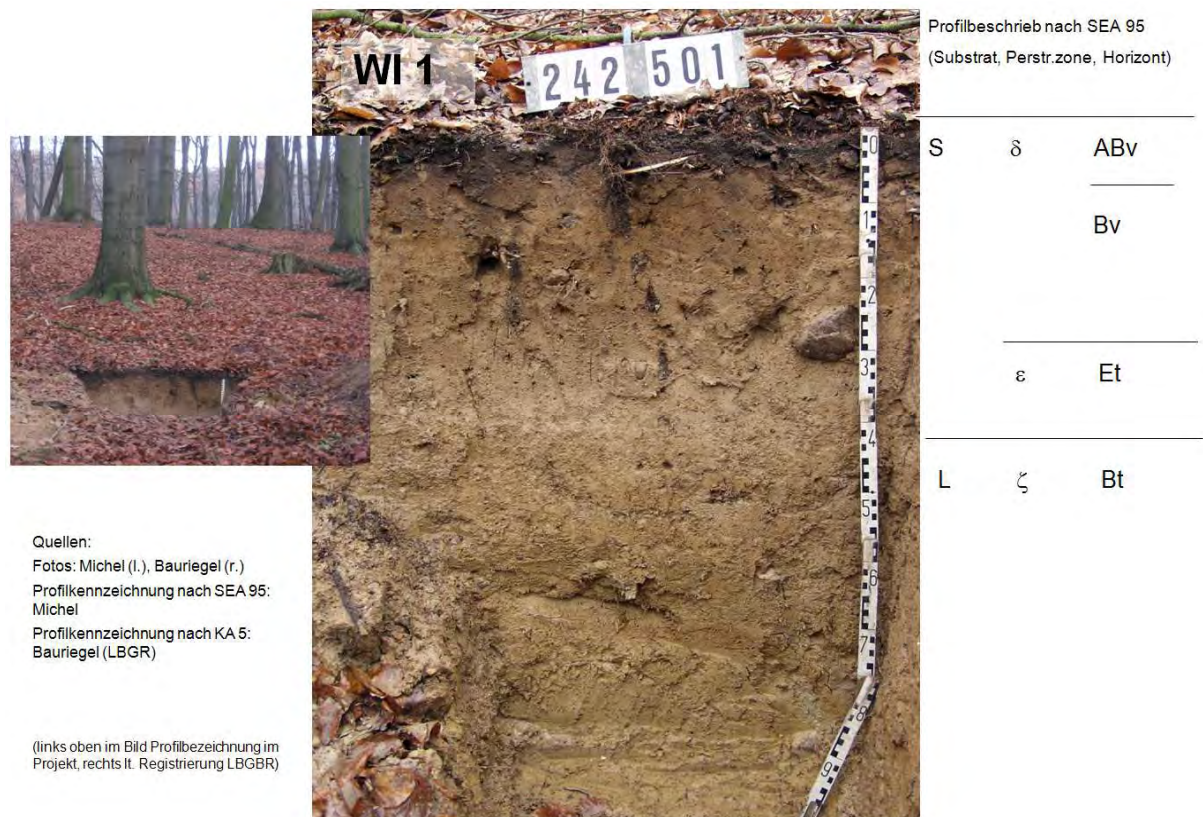 WI 1
242 501
Profilbeschrieb nach SEA 95
(Substrat, Perstr.zone, Horizont)
S δ ABv
Bv
ε Et
L ζ Bt
0
1
2
3
4
5
6
7
8
9
Quellen:
Fotos: Michel (l.), Bauriegel (r.)
Profilkennzeichnung nach SEA 95:
Michel
Profilkennzeichnung nach KA 5:
Bauriegel (LBGR)
(links oben im Bild Profilbezeichnung im
Projekt, rechts lt. Registrierung LBGBR)